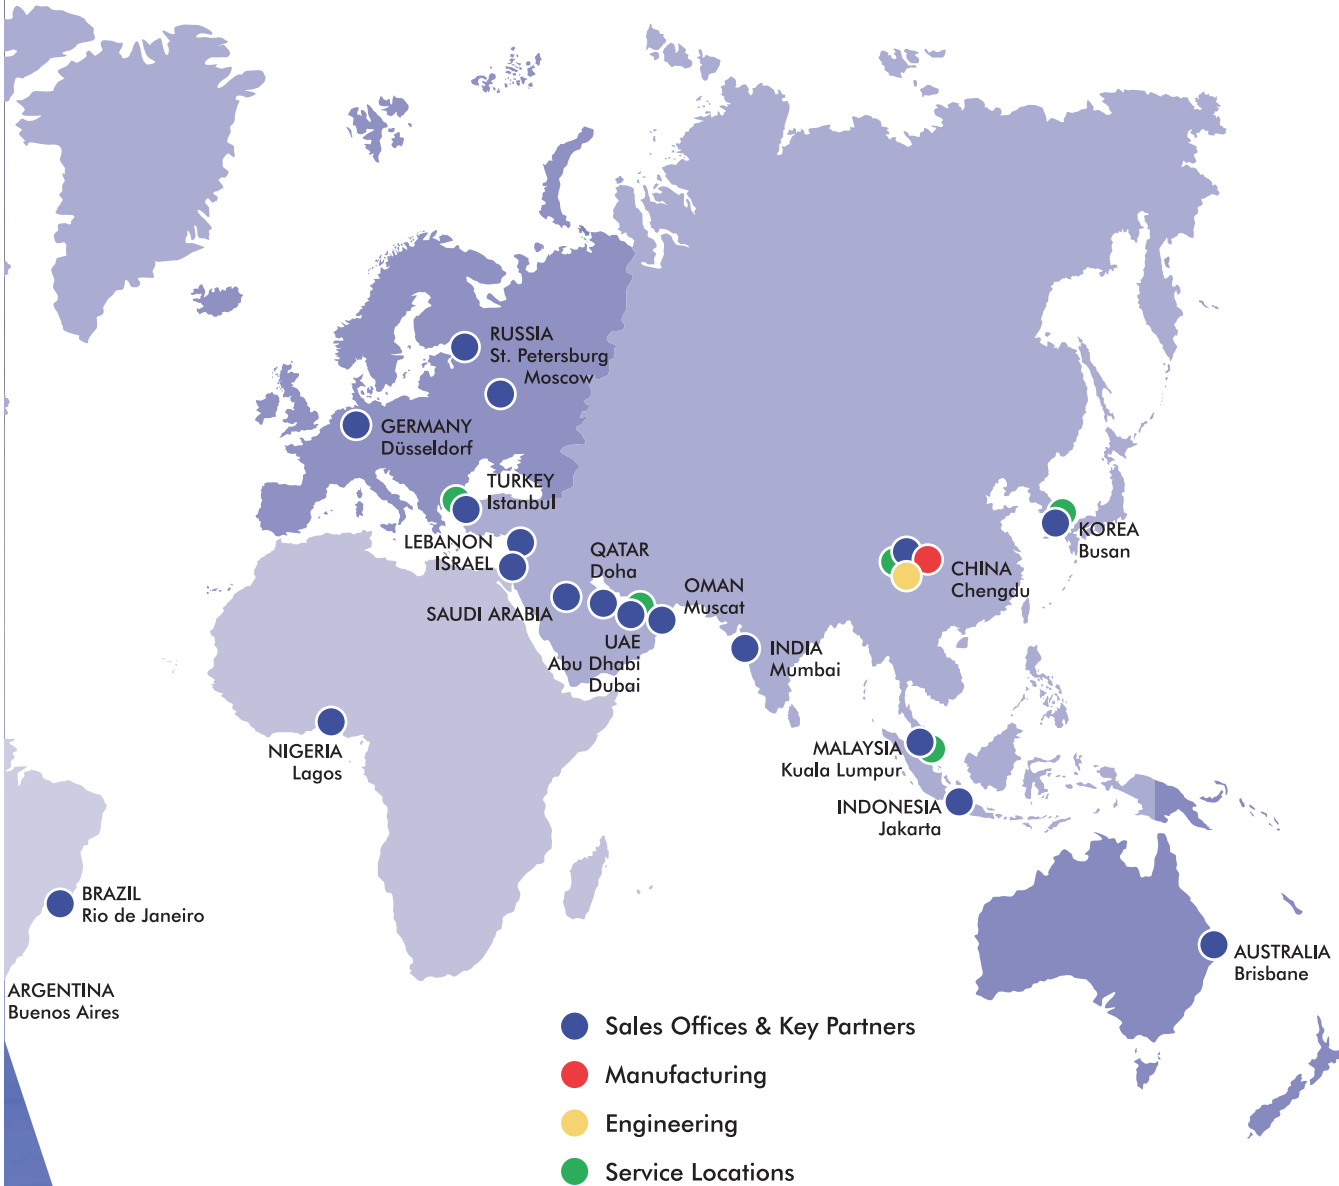 RUSSIA
St. Petersburg
Moscow
GERMANY
Düsseldorf
TURKEY
Istanbul
LEBANON
ISRAEL
QATAR
Doha
OMAN
Muscat
SAUDI ARABIA
UAE
Abu Dhabi
Dubai
INDIA
Mumbai
KOREA
Busan
CHINA
Chengdu
NIGERIA
Lagos
MALAYSIA
Kuala Lumpur
INDONESIA
Jakarta
BRAZIL
Rio de Janeiro
AUSTRALIA
Brisbane
ARGENTINA
Buenos Aires
Sales Offices & Key Partners
Manufacturing
Engineering
Service Locations